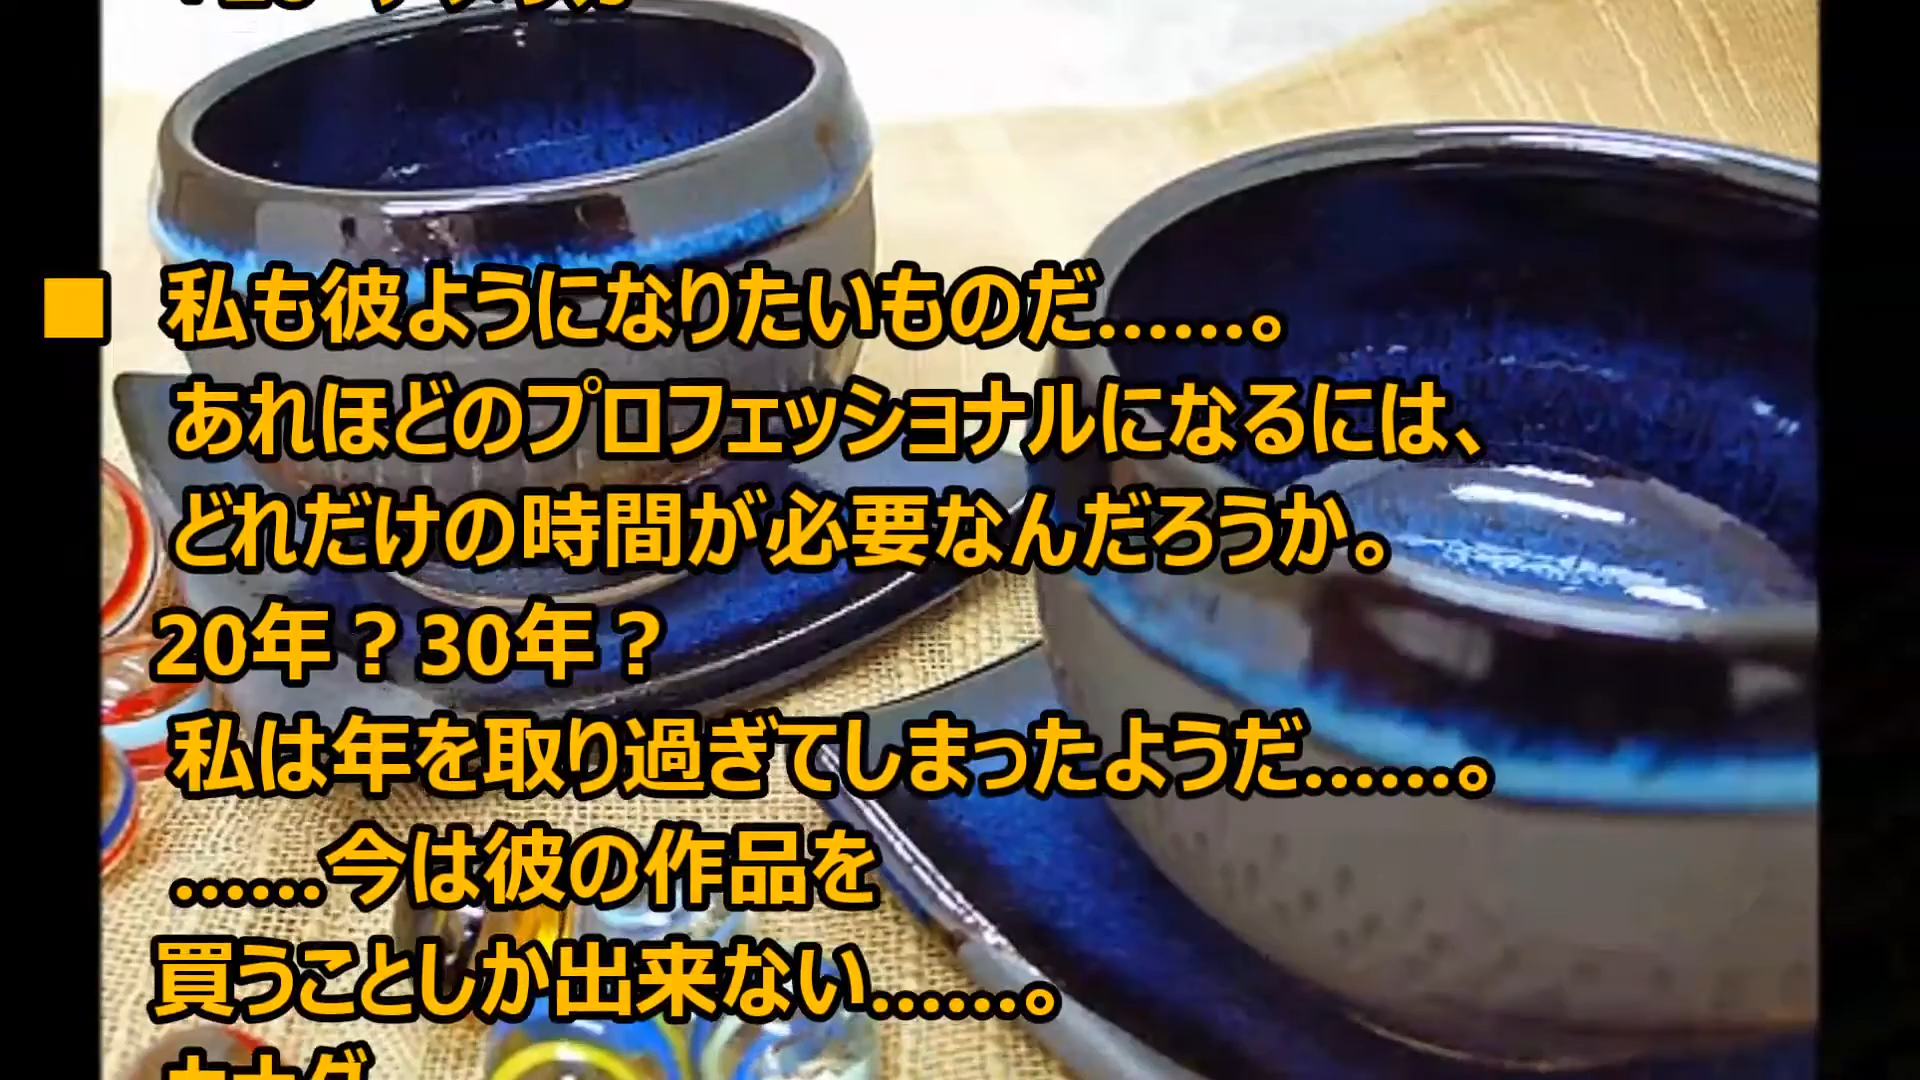 ■ 私も彼ようになりたいものだ……。
あれほどのプロフェッショナルになるには、
どれだけの時間が必要なんだろうか。
20年？30年？
私は年を取り過ぎてしまったようだ……。
……今は彼の作品を
買うことしか出来ない……。
カナダ